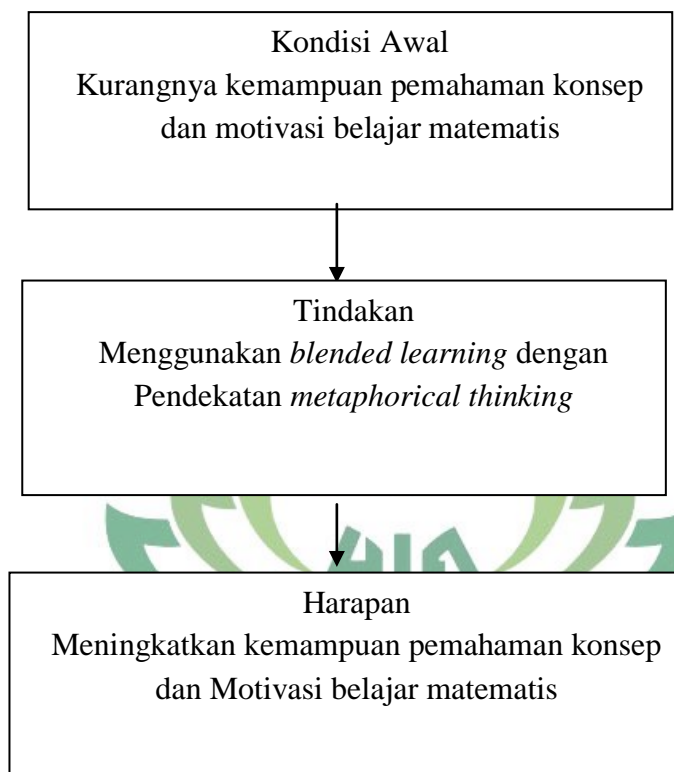 Kondisi Awal
Kurangnya kemampuan pemahaman konsep
dan motivasi belajar matematis
Tindakan
Menggunakan blended learning dengan
Pendekatan metaphorical thinking
Harapan
Meningkatkan kemampuan pemahaman konsep
dan Motivasi belajar matematis